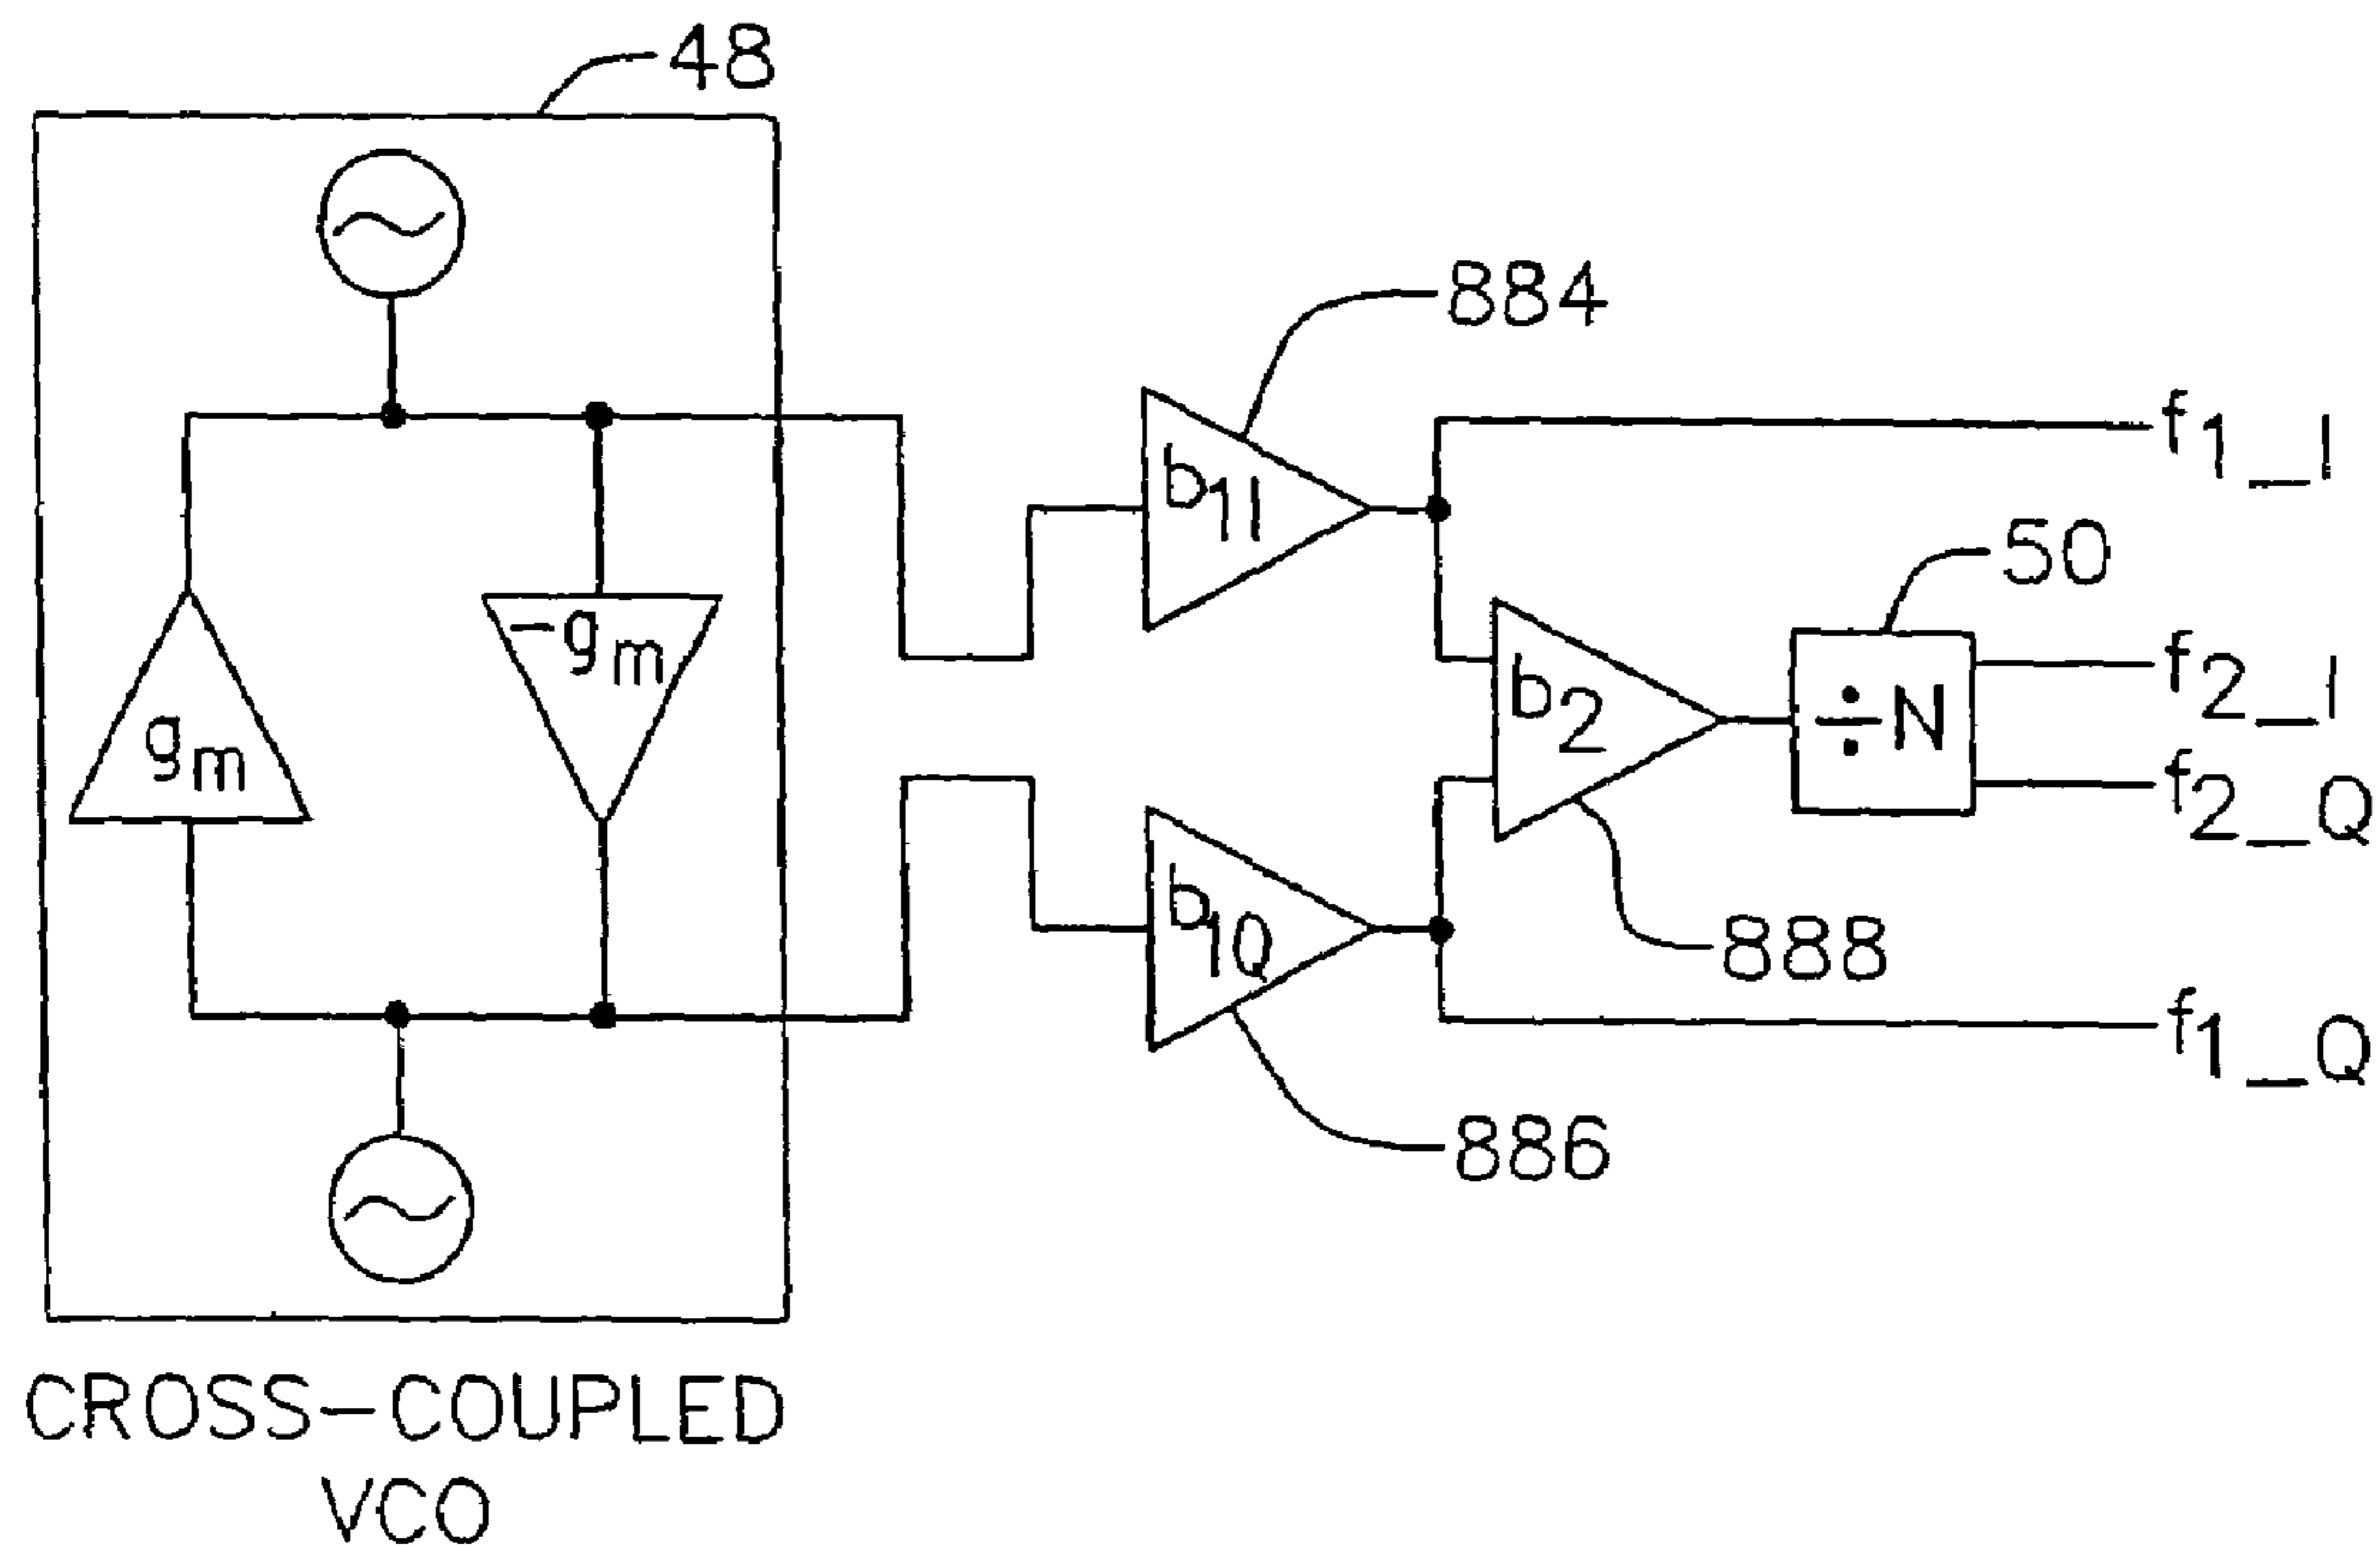 48
884
b1I
f1_I
50
-gm
gm
b2
÷N
f2_I
f2_Q
b1Q
888
f1_Q
886
CROSS-COUPLED
VCO